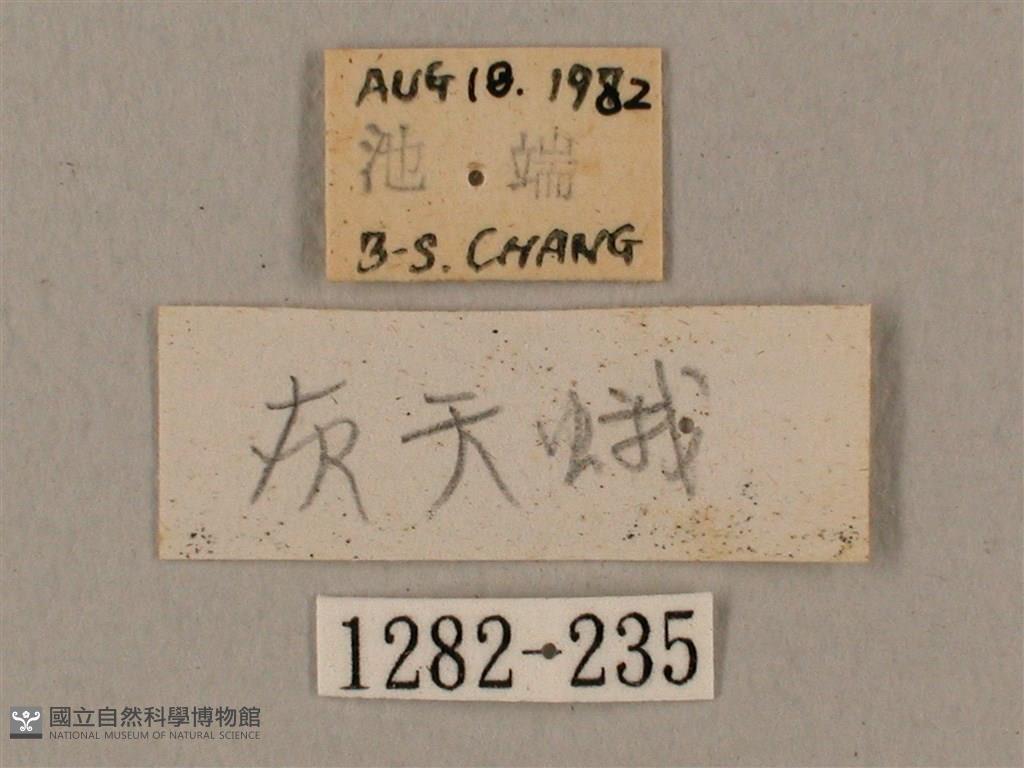 AUG 18. 1982
池 端
B-S. CHANG
灰天蛾
1282-235
國立自然科學博物館
NATIONAL MUSEUM OF NATURAL SCIENCE